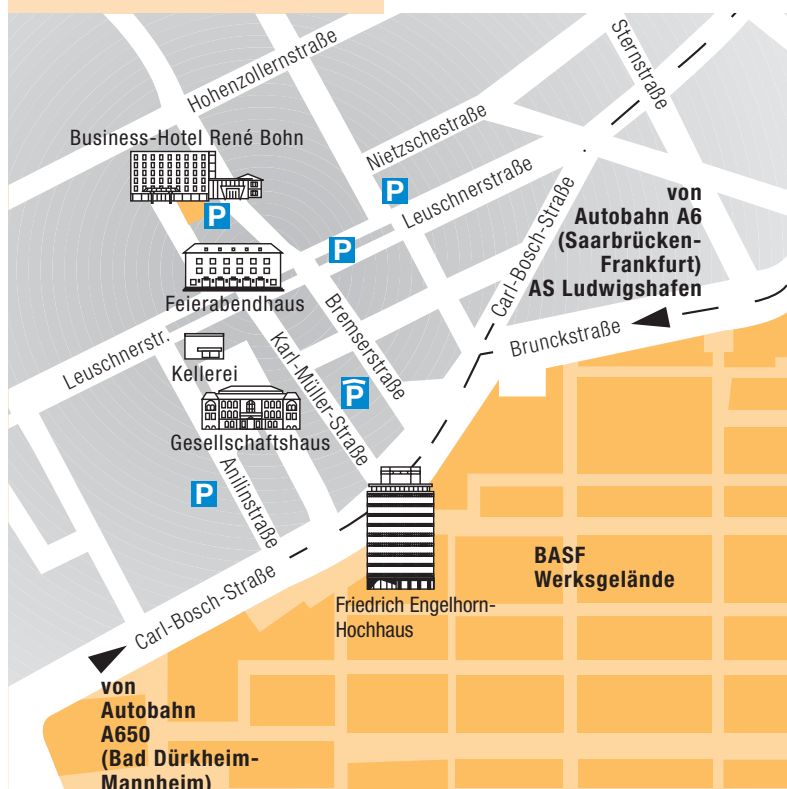 Hohenzollernstraße
Sternstraße
Business-Hotel René Bohn
Nietzschestraße
P
P
Leuschnerstraße
von
Autobahn A6
(Saarbrücken-
Frankfurt)
AS Ludwigshafen
P
Carl-Bosch-Straße
Feierabendhaus
Bremserstraße
Brunckstraße
Leuschnerstr.
Kellerei
Karl-Müller-Straße
P
Gesellschaftshaus
P
Anilinstraße
BASF
Werksgelände
Carl-Bosch-Straße
Friedrich Engelhorn-
Hochhaus
von
Autobahn
A650
(Bad Dürkheim-
Mannheim)